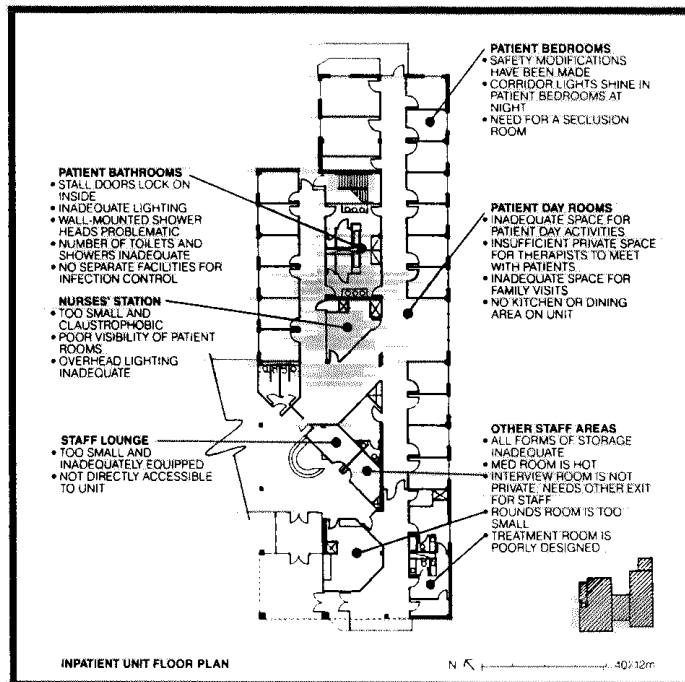 PATIENT BEDROOMS
• SAFETY MODIFICATIONS
HAVE BEEN MADE
• CORRIDOR LIGHTS SHINE IN
PATIENT BEDROOMS AT
NIGHT
• NEED FOR A SECLUSION
ROOM
PATIENT BATHROOMS
• STALL DOORS LOCK ON
INSIDE
• INADEQUATE LIGHTING
• WALL-MOUNTED SHOWER
HEADS PROBLEMATIC
• NUMBER OF TOILETS AND
SHOWERS INADEQUATE
• NO SEPARATE FACILITIES FOR
INFECTION CONTROL
NURSES' STATION
• TOO SMALL AND
CLAUSTROPHOBIC
• POOR VISIBILITY OF PATIENT
ROOMS
• OVERHEAD LIGHTING
INADEQUATE
PATIENT DAY ROOMS
• INADEQUATE SPACE FOR
PATIENT DAY ACTIVITIES
• INSUFFICIENT PRIVATE SPACE
FOR THERAPISTS TO MEET
WITH PATIENTS
• INADEQUATE SPACE FOR
FAMILY VISITS
• NO KITCHEN OR DINING
AREA ON UNIT
STAFF LOUNGE
• TOO SMALL AND
INADEQUATELY EQUIPPED
• NOT DIRECTLY ACCESSIBLE
TO UNIT
OTHER STAFF AREAS
• ALL FORMS OF STORAGE
INADEQUATE
• MED ROOM IS HOT
• INTERVIEW ROOM IS NOT
PRIVATE; NEEDS OTHER EXIT
FOR STAFF
• ROUNDS ROOM IS TOO
SMALL
• TREATMENT ROOM IS
POORLY DESIGNED
INPATIENT UNIT FLOOR PLAN
N
40/12m